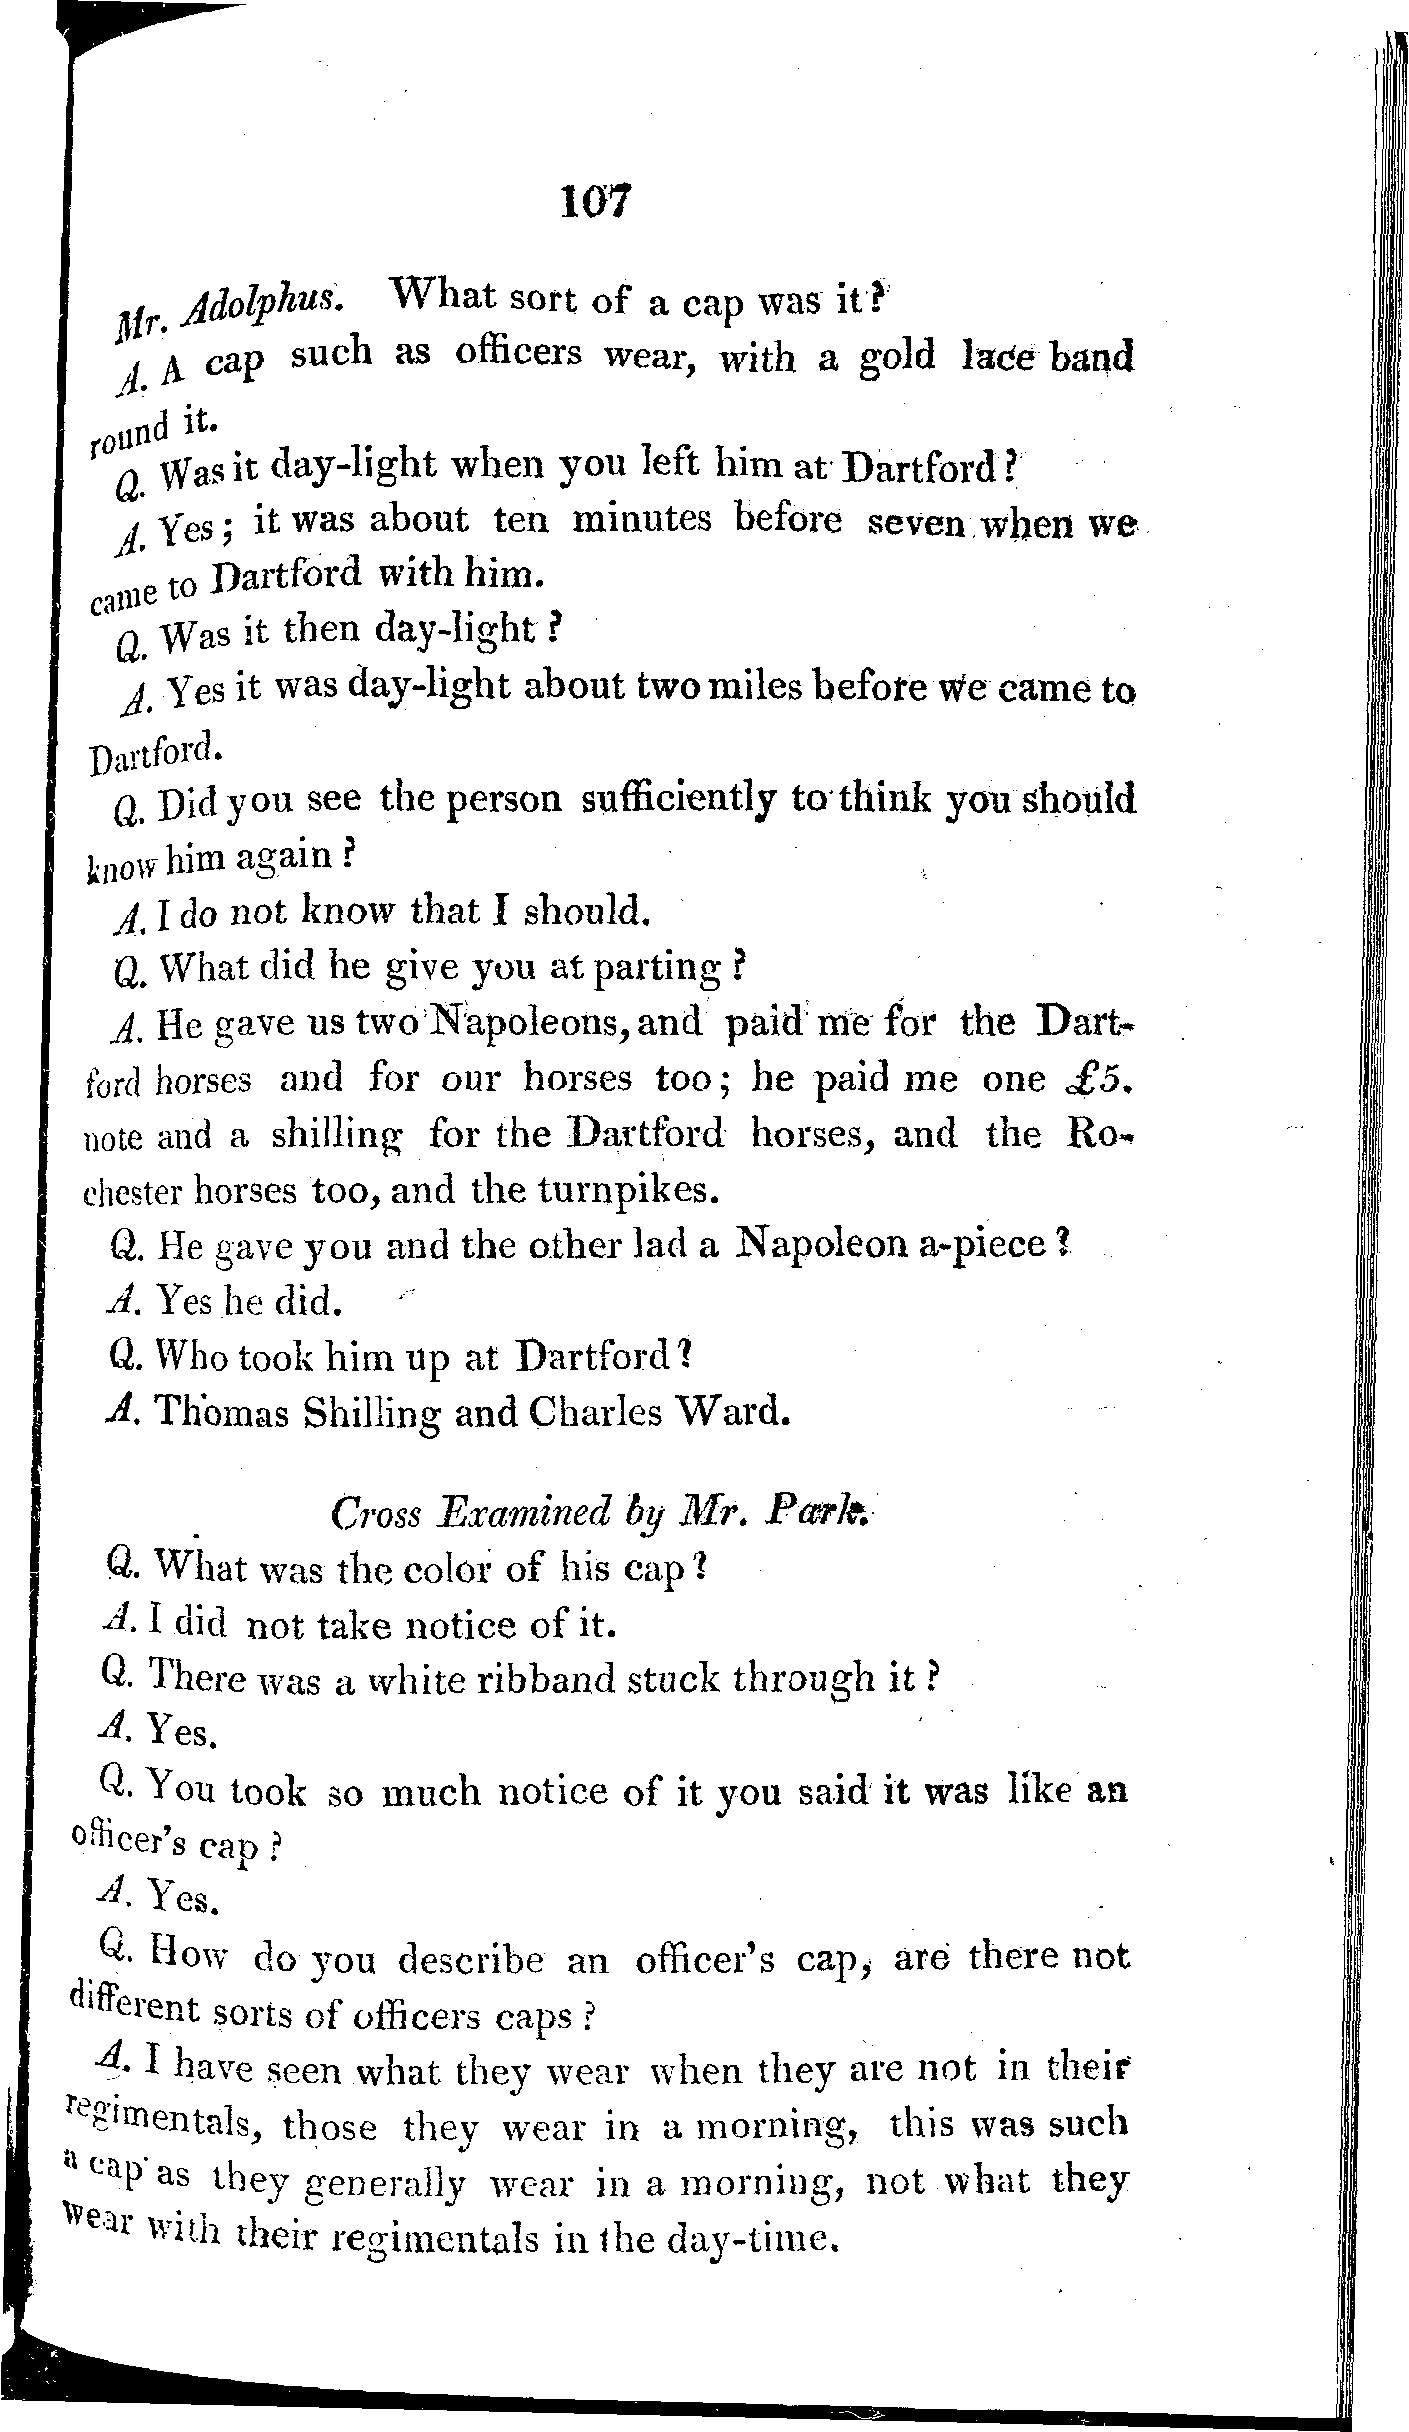 107
Mr. Adolphus. What sort of a cap was it?
A. A cap such as officers wear, with a gold lace band
round it.
Q. Was it day-light when you left him at Dartford?
A. Yes; it was about ten minutes before seven when we
came to Dartford with him.
Q. Was it then day-light?
A. Yes it was day-light about two miles before we came to
Dartford.
Q. Did you see the person sufficiently to think you should
know him again?
A. I do not know that I should.
Q. What did he give you at parting?
A. He gave us two Napoleons, and paid me for the Dart-
ford horses and for our horses too; he paid me one £5.
note and a shilling for the Dartford horses, and the Ro-
chester horses too, and the turnpikes.
Q. He gave you and the other lad a Napoleon a-piece?
A. Yes he did.
Q. Who took him up at Dartford?
A. Thomas Shilling and Charles Ward.
Cross Examined by Mr. Park.
Q. What was the color of his cap?
A. I did not take notice of it.
Q. There was a white ribband stuck through it?
A. Yes.
Q. You took so much notice of it you said it was like an
officer's cap?
A. Yes.
Q. How do you describe an officer's cap, are there not
different sorts of officers caps?
A. I have seen what they wear when they are not in their
regimentals, those they wear in a morning, this was such
a cap as they generally wear in a morning, not what they
wear with their regimentals in the day-time.